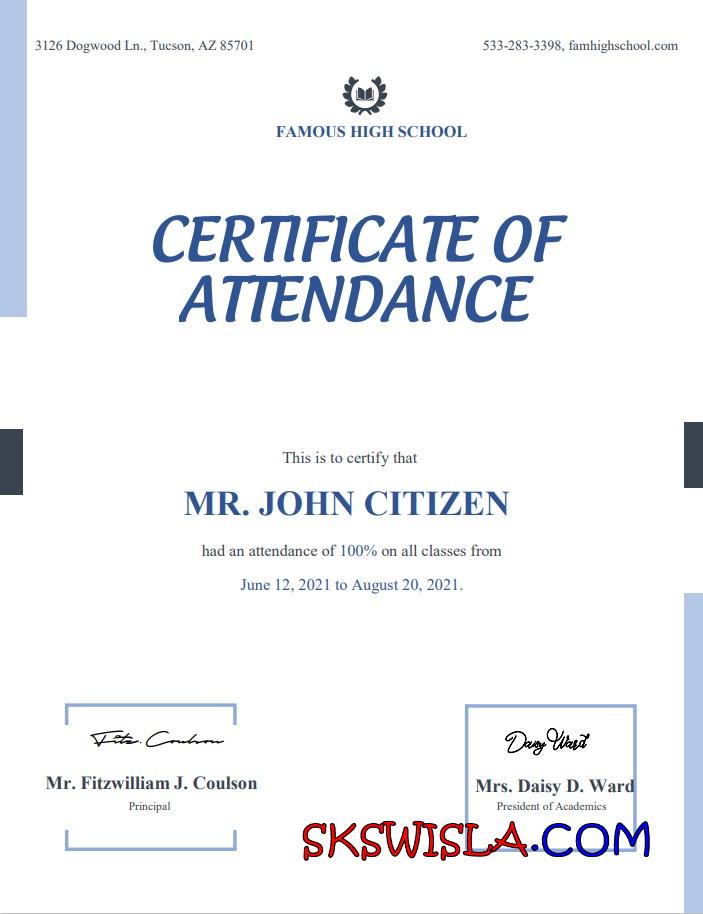 3126 Dogwood Ln., Tucson, AZ 85701
533-283-3398, famhighschool.com
FAMOUS HIGH SCHOOL
CERTIFICATE OF
ATTENDANCE
This is to certify that
MR. JOHN CITIZEN
had an attendance of 100% on all classes from
June 12, 2021 to August 20, 2021.
Fitz. Coulson
Mr. Fitzwilliam J. Coulson
Principal
Daisy Ward
Mrs. Daisy D. Ward
President of Academics
SKSWISLA.COM